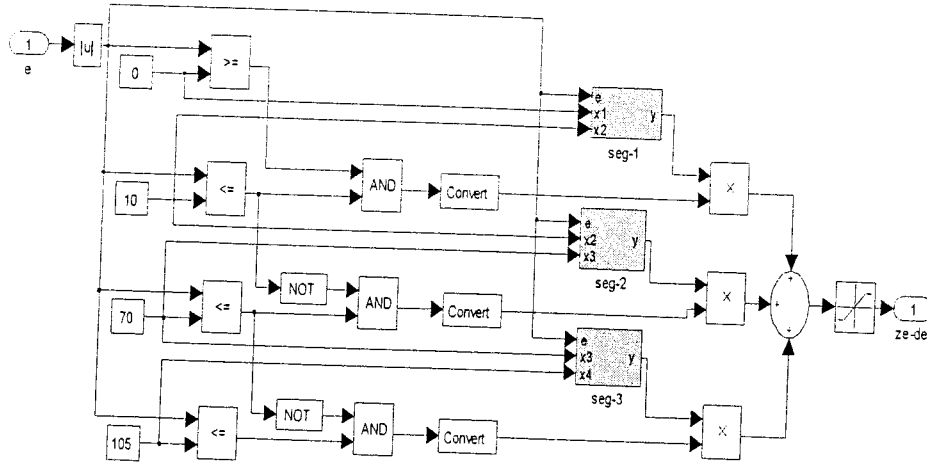 1
e
|u|
0
>=
e
x1
x2
y
seg-1
10
<=
AND
Convert
X
e
x2
x3
y
seg-2
70
<=
NOT
AND
Convert
X
+
+
+
1
ze-de
e
x3
x4
y
seg-3
105
<=
NOT
AND
Convert
X